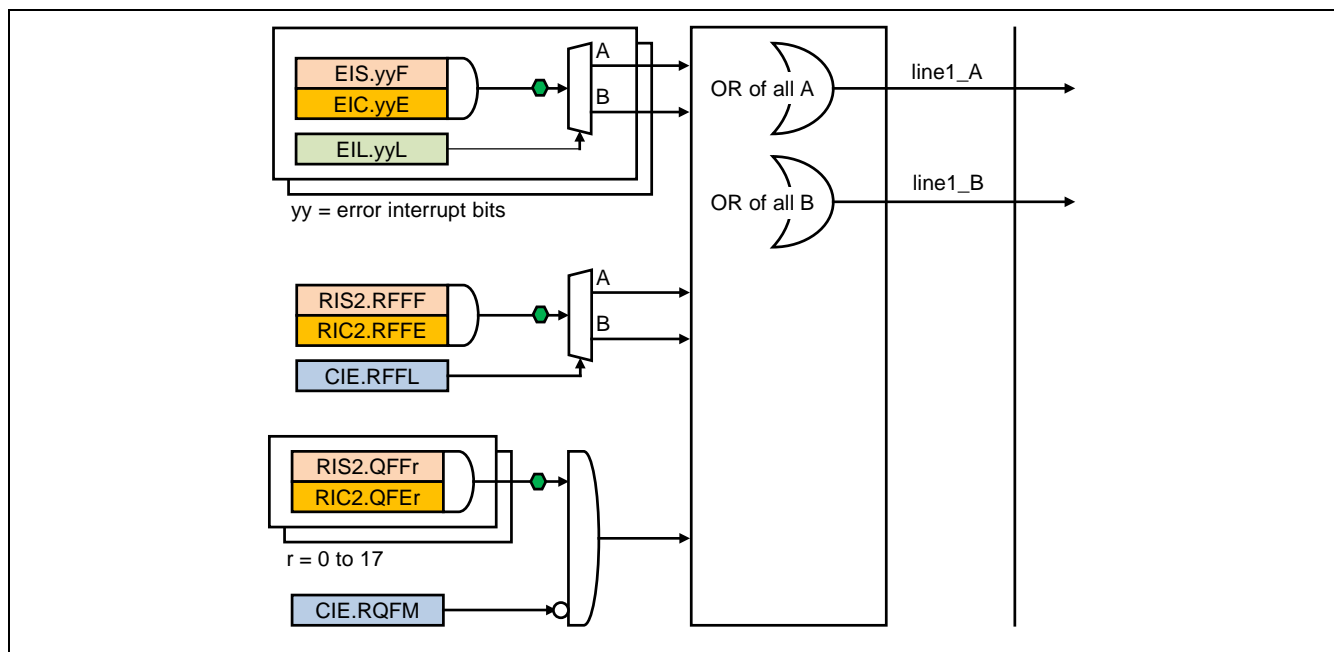 EIS.yyF
EIC.yyE
EIL.yyL
A
B
yy = error interrupt bits
OR of all A
line1_A
OR of all B
line1_B
RIS2.RFFF
RIC2.RFFE
CIE.RFFL
A
B
RIS2.QFFr
RIC2.QFEr
r = 0 to 17
CIE.RQFM